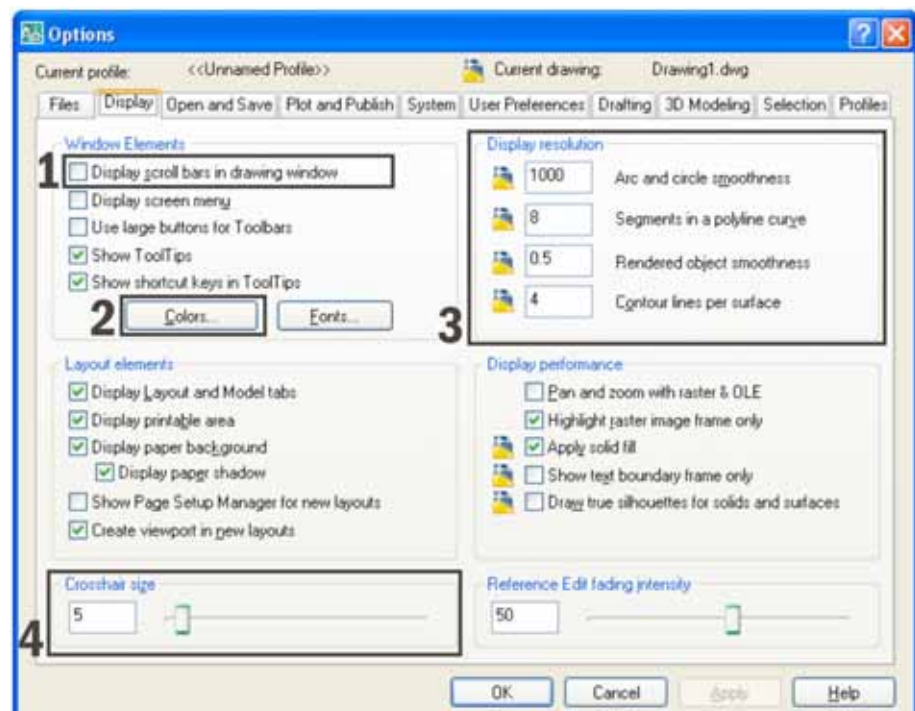 Options
Current profile: <<Unnamed Profile>> Current drawing: Drawing1.dwg
Files Display Open and Save Plot and Publish System User Preferences Drafting 3D Modeling Selection Profiles
Window Elements
1 Display scroll bars in drawing window
Display screen menu
Use large buttons for Toolbars
Show ToolTips
Show shortcut keys in ToolTips
2 Colors... Fonts...
Display resolution
1000 Arc and circle smoothness
8 Segments in a polyline curve
0.5 Rendered object smoothness
4 Contour lines per surface
3
Layout elements
Display Layout and Model tabs
Display printable area
Display paper background
Display paper shadow
Show Page Setup Manager for new layouts
Create viewport in new layouts
Display performance
Pan and zoom with raster & OLE
Highlight raster image frame only
Apply solid fill
Show text boundary frame only
Draw true silhouettes for solids and surfaces
Crosshair size
5
4
Reference Edit fading intensity
50
OK Cancel Apply Help